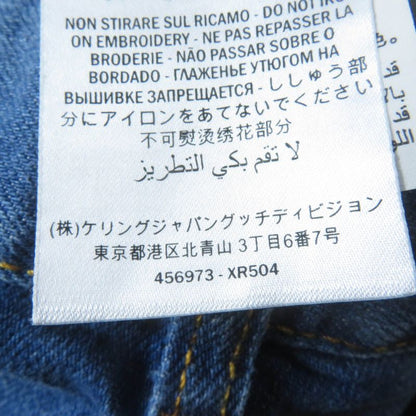 NON STIRARE SUL RICAMO - DO NOT IRON
ON EMBROIDERY - NE PAS REPASSER LA
BRODERIE - NÃO PASSAR SOBRE O
BORDADO - ГЛАЖЕНЬЕ УТЮГОМ НА
ВЫШИВКЕ ЗАПРЕЩАЕТСЯ - ししゅう部
分にアイロンをあてないでください
不可熨烫绣花部分
لا تقم بكي التطريز
(株)ケリングジャパングッチディビジョン
東京都港区北青山3丁目6番7号
456973 - XR504